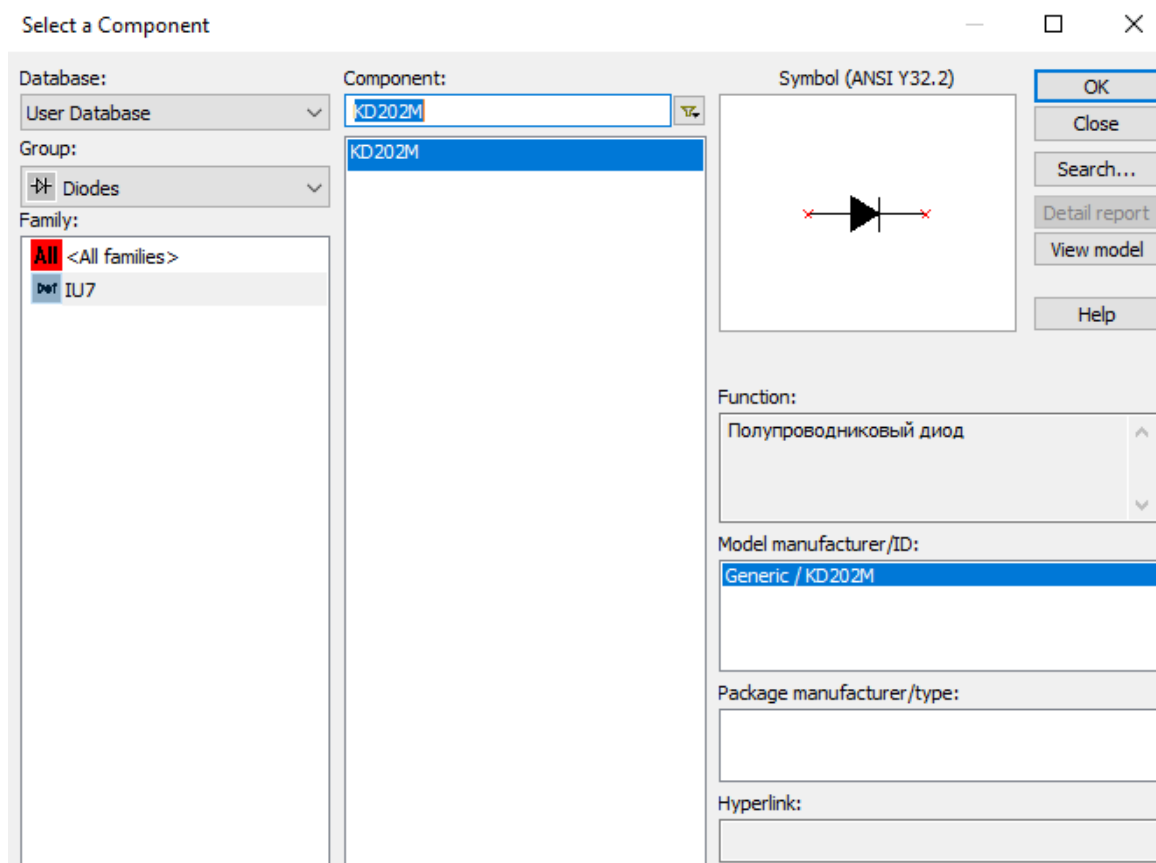 Select a Component
Database:
User Database
Group:
Diodes
Family:
All <All families>
Def IU7
Component:
KD202M
KD202M
Symbol (ANSI Y32.2)
OK
Close
Search...
Detail report
View model
Help
Function:
Полупроводниковый диод
Model manufacturer/ID:
Generic / KD202M
Package manufacturer/type:
Hyperlink: